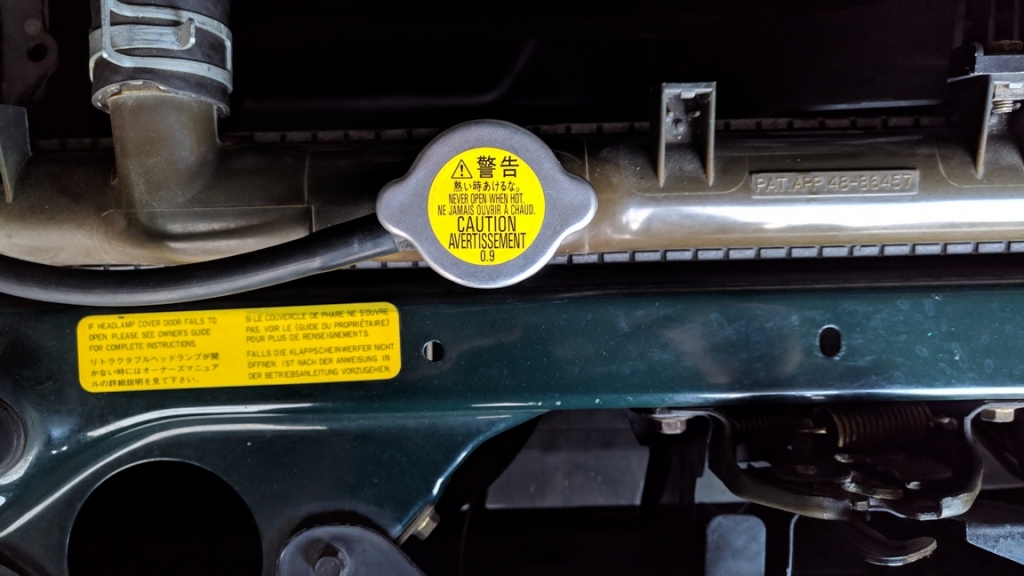 警告
熱い時あけるな。
NEVER OPEN WHEN HOT.
NE JAMAIS OUVRIR À CHAUD.
CAUTION
AVERTISSEMENT
0.9
PAT. APP. 48-86457
IF HEADLAMP COVER DOOR FAILS TO
OPEN, PLEASE SEE OWNER'S GUIDE
FOR COMPLETE INSTRUCTIONS.
リトラクタブルヘッドランプが開
かない時にはオーナーズマニュア
ルの詳細説明を見て下さい。
SI LE COUVERCLE DE PHARE NE S'OUVRE
PAS, VOIR LE (GUIDE DU PROPRIÉTAIRE)
POUR PLUS DE RENSEIGNEMENTS.
FALLS DIE KLAPPSCHEINWERFER NICHT
ÖFFNEN, IST NACH DER ANWEISUNG IN
DER BETRIEBSANLEITUNG VORZUGEHEN.